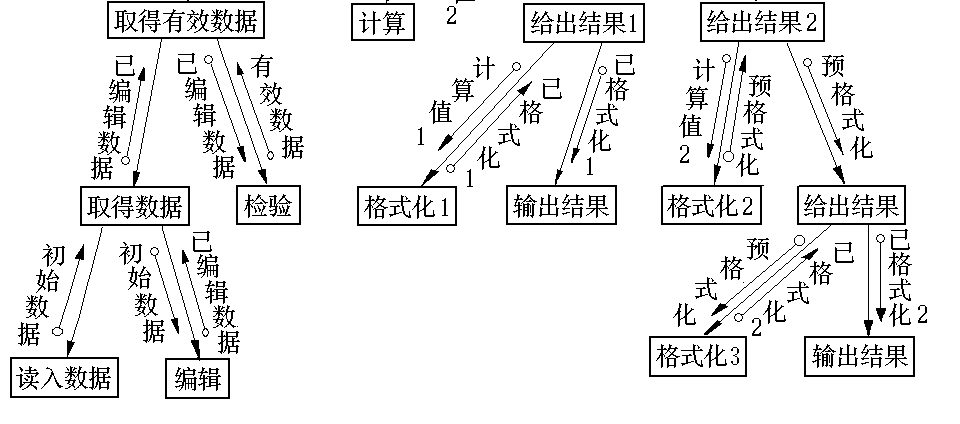 取得有效数据
计算
2
给出结果1
给出结果2
已编辑数据
已编辑数据
有效数据
计算值1
已格式化1
已格式化1
计算值2
预格式化
预格式化
取得数据
检验
格式化1
输出结果
格式化2
给出结果
初始数据
初始数据
已编辑数据
预格式化
已格式化2
已格式化2
读入数据
编辑
格式化3
输出结果